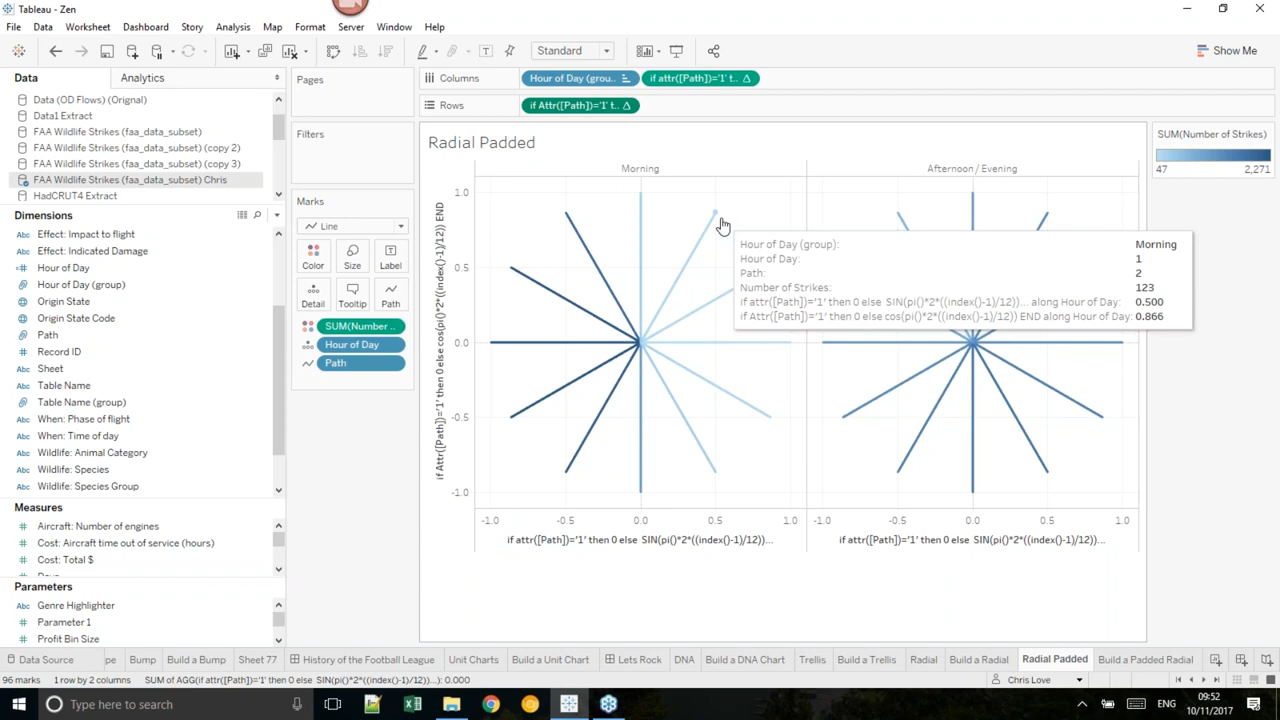 Tableau - Zen
File Data Worksheet Dashboard Story Analysis Map Format Server Window Help
Standard
Show Me
Data Analytics
Data (OD Flows) (Orignal)
Data1 Extract
FAA Wildlife Strikes (faa_data_subset)
FAA Wildlife Strikes (faa_data_subset) (copy 2)
FAA Wildlife Strikes (faa_data_subset) (copy 3)
FAA Wildlife Strikes (faa_data_subset) Chris
HadCRUT4 Extract
Dimensions
Abc Effect: Impact to flight
Abc Effect: Indicated Damage
Hour of Day
Hour of Day (group)
Origin State
Origin State Code
Path
Record ID
Abc Sheet
Abc Table Name
Table Name (group)
Abc When: Phase of flight
Abc When: Time of day
Abc Wildlife: Animal Category
Abc Wildlife: Species
Abc Wildlife: Species Group
Measures
# Aircraft: Number of engines
# Cost: Aircraft time out of service (hours)
# Cost: Total $
Parameters
Abc Genre Highlighter
# Parameter 1
# Profit Bin Size
Pages
Filters
Marks
Line
Color Size Label
Detail Tooltip Path
SUM(Number ..
Hour of Day
Path
Columns Hour of Day (grou.. if attr([Path])='1' t..
Rows if Attr([Path])='1' t..
Radial Padded
Morning Afternoon / Evening
if Attr([Path])='1' then 0 else cos(pi()*2*((index()-1)/12)) END
1.0
0.5
0.0
-0.5
-1.0
-1.0 -0.5 0.0 0.5 1.0 -1.0 -0.5 0.0 0.5 1.0
if attr([Path])='1' then 0 else SIN(pi()*2*((index()-1)/12))... if attr([Path])='1' then 0 else SIN(pi()*2*((index()-1)/12))...
Hour of Day (group): Morning
Hour of Day: 1
Path: 2
Number of Strikes: 123
if attr([Path])='1' then 0 else SIN(pi()*2*((index()-1)/12))... along Hour of Day: 0.500
if Attr([Path])='1' then 0 else cos(pi()*2*((index()-1)/12)) END along Hour of Day: 0.866
SUM(Number of Strikes)
47 2,271
Data Source pe Bump Build a Bump Sheet 77 History of the Football League Unit Charts Build a Unit Chart Lets Rock DNA Build a DNA Chart Trellis Build a Trellis Radial Build a Radial Radial Padded Build a Padded Radial
96 marks 1 row by 2 columns SUM of AGG(if attr([Path])='1' then 0 else SIN(pi()*2*((index()-1)/12))...): 0.000
Chris Love
Type here to search
ENG
09:52
10/11/2017